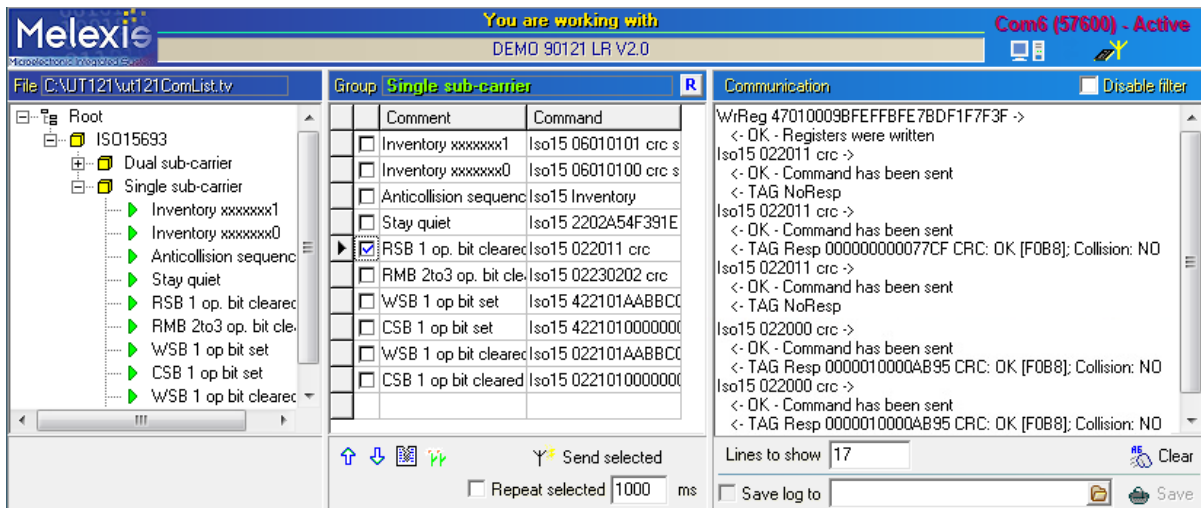 Melexis
Microelectronic Integrated Systems
You are working with
DEMO 90121 LR V2.0
Com6 (57600) - Active
File C:\UT121\ut121ComList.tv
Root
ISO15693
Dual sub-carrier
Single sub-carrier
Inventory xxxxxxx1
Inventory xxxxxxx0
Anticollision sequenc
Stay quiet
RSB 1 op. bit cleared
RMB 2to3 op. bit cle
WSB 1 op bit set
CSB 1 op bit set
WSB 1 op bit cleared
Group Single sub-carrier R
Comment Command
Inventory xxxxxxx1 Iso15 06010101 crc s
Inventory xxxxxxx0 Iso15 06010100 crc s
Anticollision sequenc Iso15 Inventory
Stay quiet Iso15 2202A54F391E
RSB 1 op. bit cleared Iso15 022011 crc
RMB 2to3 op. bit cle Iso15 02230202 crc
WSB 1 op bit set Iso15 422101AABBCC
CSB 1 op bit set Iso15 4221010000000
WSB 1 op bit cleared Iso15 022101AABBCC
CSB 1 op bit cleared Iso15 0221010000000
Send selected
Repeat selected 1000 ms
Communication Disable filter
WrReg 47010009BFEFFBFE7BDF1F7F3F ->
<- OK - Registers were written
Iso15 022011 crc ->
<- OK - Command has been sent
<- TAG NoResp
Iso15 022011 crc ->
<- OK - Command has been sent
<- TAG Resp 000000000077CF CRC: OK [F0B8]; Collision: NO
Iso15 022011 crc ->
<- OK - Command has been sent
<- TAG NoResp
Iso15 022000 crc ->
<- OK - Command has been sent
<- TAG Resp 0000010000AB95 CRC: OK [F0B8]; Collision: NO
Iso15 022000 crc ->
<- OK - Command has been sent
<- TAG Resp 0000010000AB95 CRC: OK [F0B8]; Collision: NO
Lines to show 17 Clear
Save log to Save